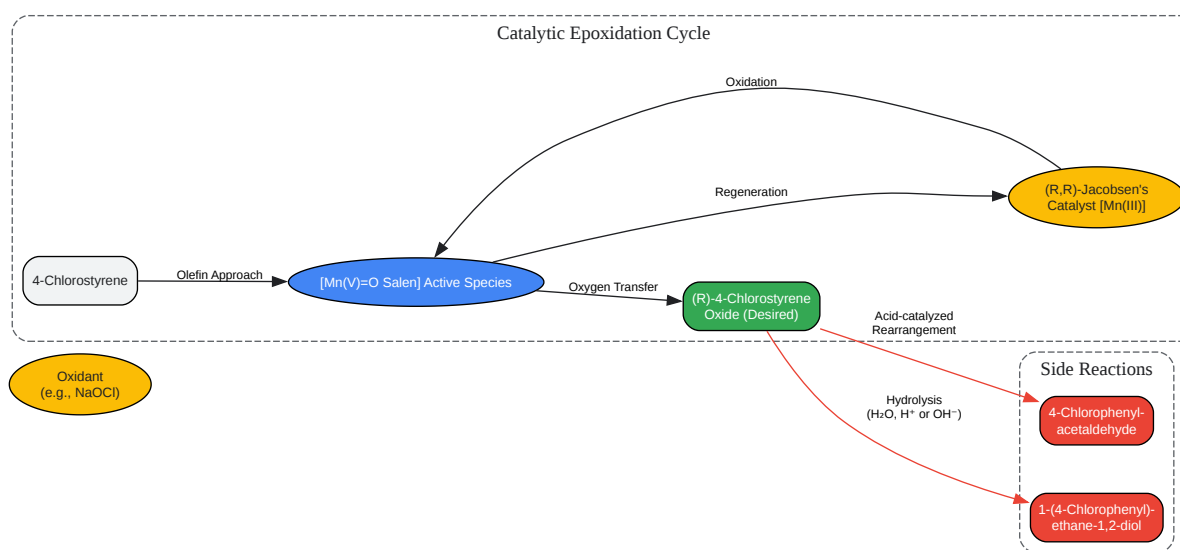 Catalytic Epoxidation Cycle
Oxidation
(R,R)-Jacobsen's
Catalyst [Mn(III)]
Regeneration
4-Chlorostyrene
Olefin Approach
[Mn(V)=O Salen] Active Species
Oxygen Transfer
(R)-4-Chlorostyrene
Oxide (Desired)
Acid-catalyzed
Rearrangement
Oxidant
(e.g., NaOCl)
Side Reactions
Hydrolysis
(H₂O, H⁺ or OH⁻)
4-Chlorophenyl-
acetaldehyde
1-(4-Chlorophenyl)-
ethane-1,2-diol